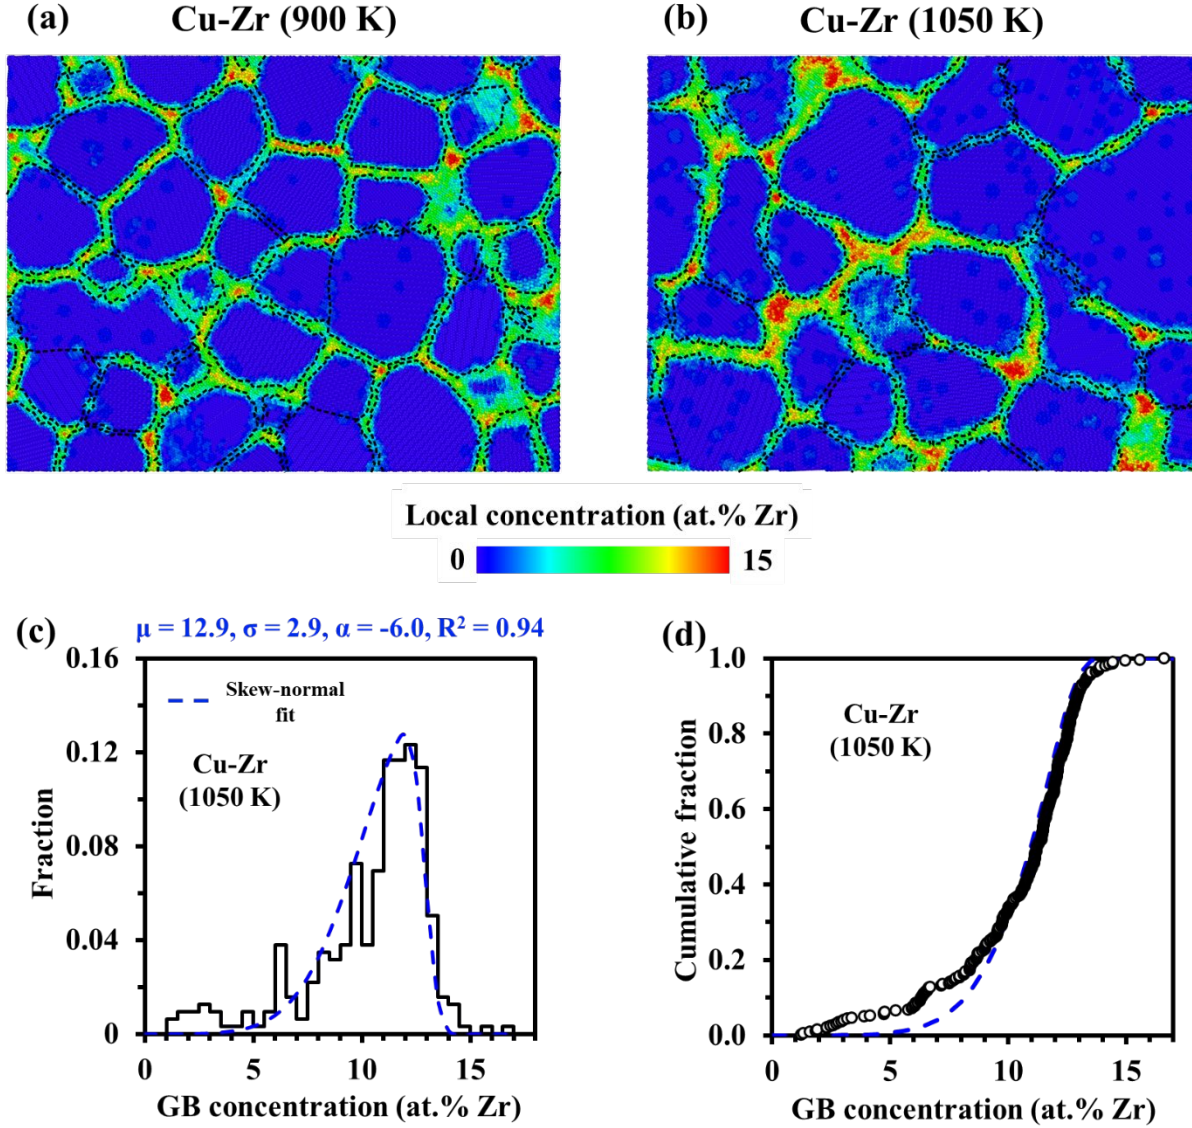 (a) Cu-Zr (900 K)
(b) Cu-Zr (1050 K)
Local concentration (at.% Zr)
0 15
(c) μ = 12.9, σ = 2.9, α = -6.0, R² = 0.94
0.16
0.12
0.08
0.04
0
Fraction
Skew-normal
fit
Cu-Zr
(1050 K)
0 5 10 15
GB concentration (at.% Zr)
(d)
1.0
0.8
0.6
0.4
0.2
0.0
Cumulative fraction
Cu-Zr
(1050 K)
0 5 10 15
GB concentration (at.% Zr)